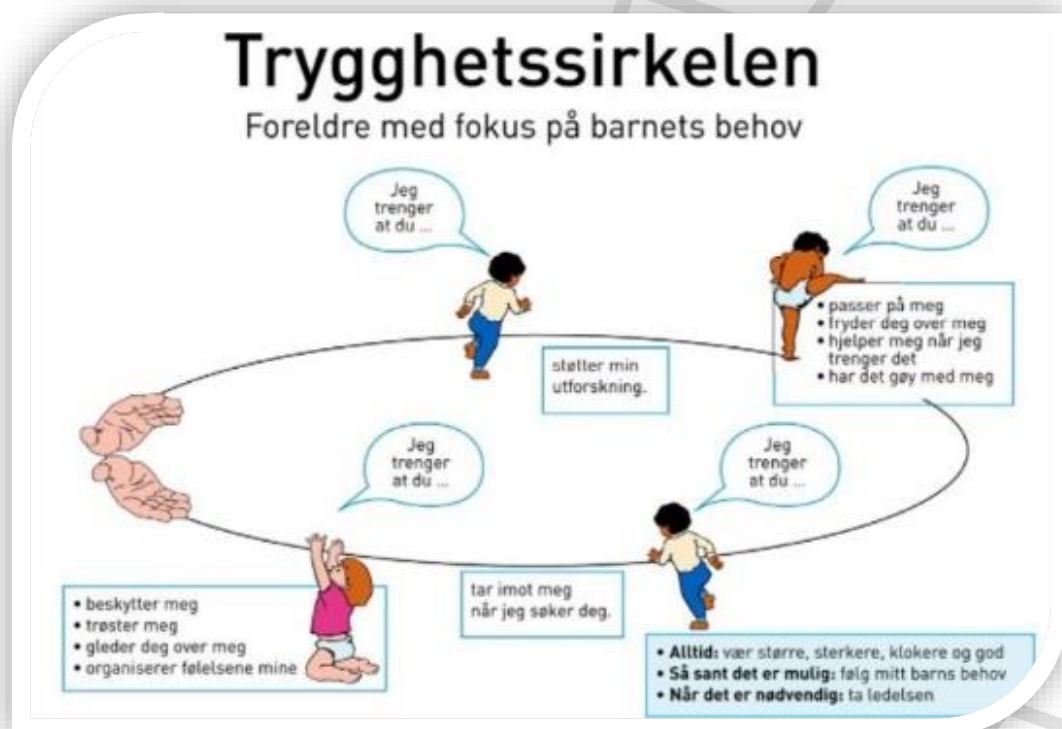 Trygghetssirkelen
Foreldre med fokus på barnets behov
Jeg
trenger
at du ...
Jeg
trenger
at du ...
støtter min
utforskning.
• passer på meg
• fryder deg over meg
• hjelper meg når jeg
trenger det
• har det gøy med meg
Jeg
trenger
at du ...
Jeg
trenger
at du ...
• beskytter meg
• trøster meg
• gleder deg over meg
• organiserer følelsene mine
tar imot meg
når jeg søker deg.
• Alltid: vær større, sterkere, klokere og god
• Så sant det er mulig: følg mitt barns behov
• Når det er nødvendig: ta ledelsen